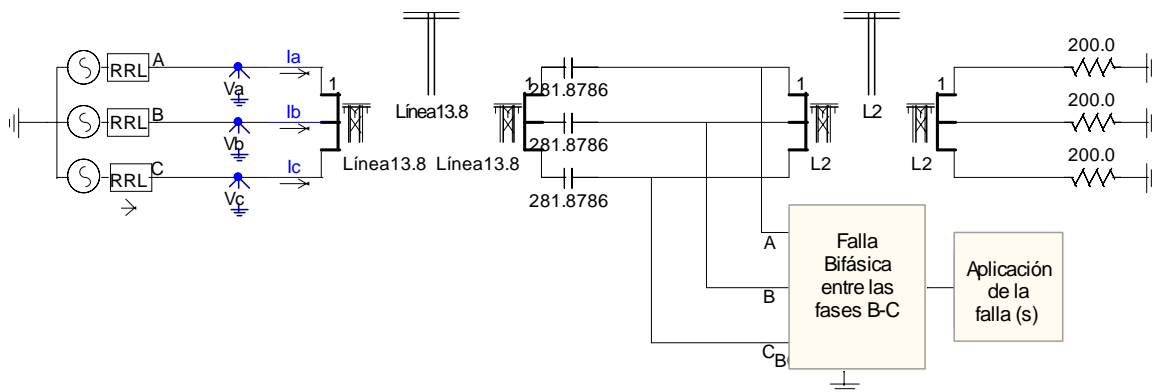 A
RRL
Va
Ia
B
RRL
Vb
Ib
C
RRL
Vc
Ic
1
Línea13.8
Línea13.8
Línea13.8
1
281.8786
281.8786
281.8786
1
L2
L2
L2
1
200.0
200.0
200.0
A
B
C
Falla
Bifásica
entre las
fases B-C
Aplicación
de la
falla (s)